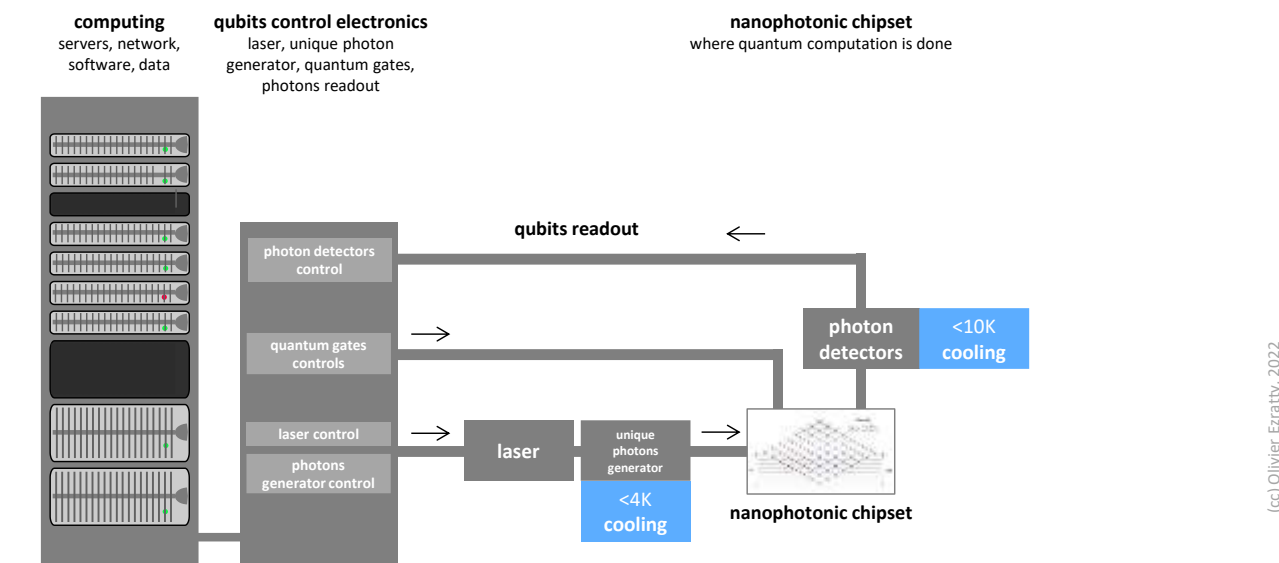 computing
servers, network,
software, data
qubits control electronics
laser, unique photon
generator, quantum gates,
photons readout
nanophotonic chipset
where quantum computation is done
qubits readout
photon detectors
control
quantum gates
controls
laser control
photons
generator control
laser
unique
photons
generator
<4K
cooling
photon
detectors
<10K
cooling
nanophotonic chipset
(cc) Olivier Ezratty, 2022